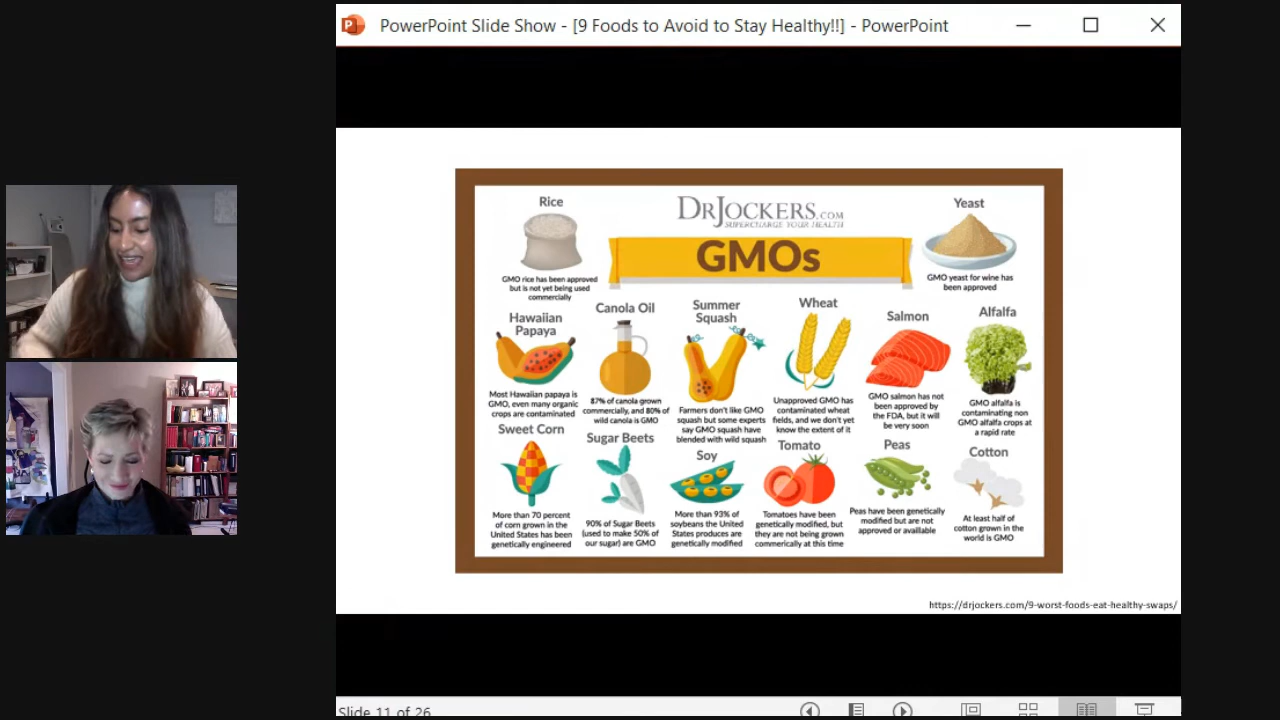 PowerPoint Slide Show - [9 Foods to Avoid to Stay Healthy!!] - PowerPoint
DRJOCKERS.COM
SUPERCHARGE YOUR HEALTH
GMOs
Rice
GMO rice has been approved
but is not yet being used
commercially
Yeast
GMO yeast for wine has
been approved
Hawaiian
Papaya
Most Hawaiian papaya is
GMO, even many organic
crops are contaminated
Canola Oil
87% of canola grown
commercially, and 80% of
wild canola is GMO
Summer
Squash
Farmers don't like GMO
squash but some experts
say GMO squash have
blended with wild squash
Wheat
Unapproved GMO has
contaminated wheat
fields, and we don't yet
know the extent of it
Salmon
GMO salmon has not
been approved by
the FDA, but it will
be very soon
Alfalfa
GMO alfalfa is
contaminating non
GMO alfalfa crops at
a rapid rate
Sweet Corn
More than 70 percent
of corn grown in the
United States has been
genetically engineered
Sugar Beets
90% of Sugar Beets
(used to make 50% of
our sugar) are GMO
Soy
More than 93% of
soybeans the United
States produces are
genetically modified
Tomato
Tomatoes have been
genetically modified, but
they are not being grown
commerically at this time
Peas
Peas have been genetically
modified but are not
approved or avaliable
Cotton
At least half of
cotton grown in the
world is GMO
https://drjockers.com/9-worst-foods-eat-healthy-swaps/
Slide 11 of 26